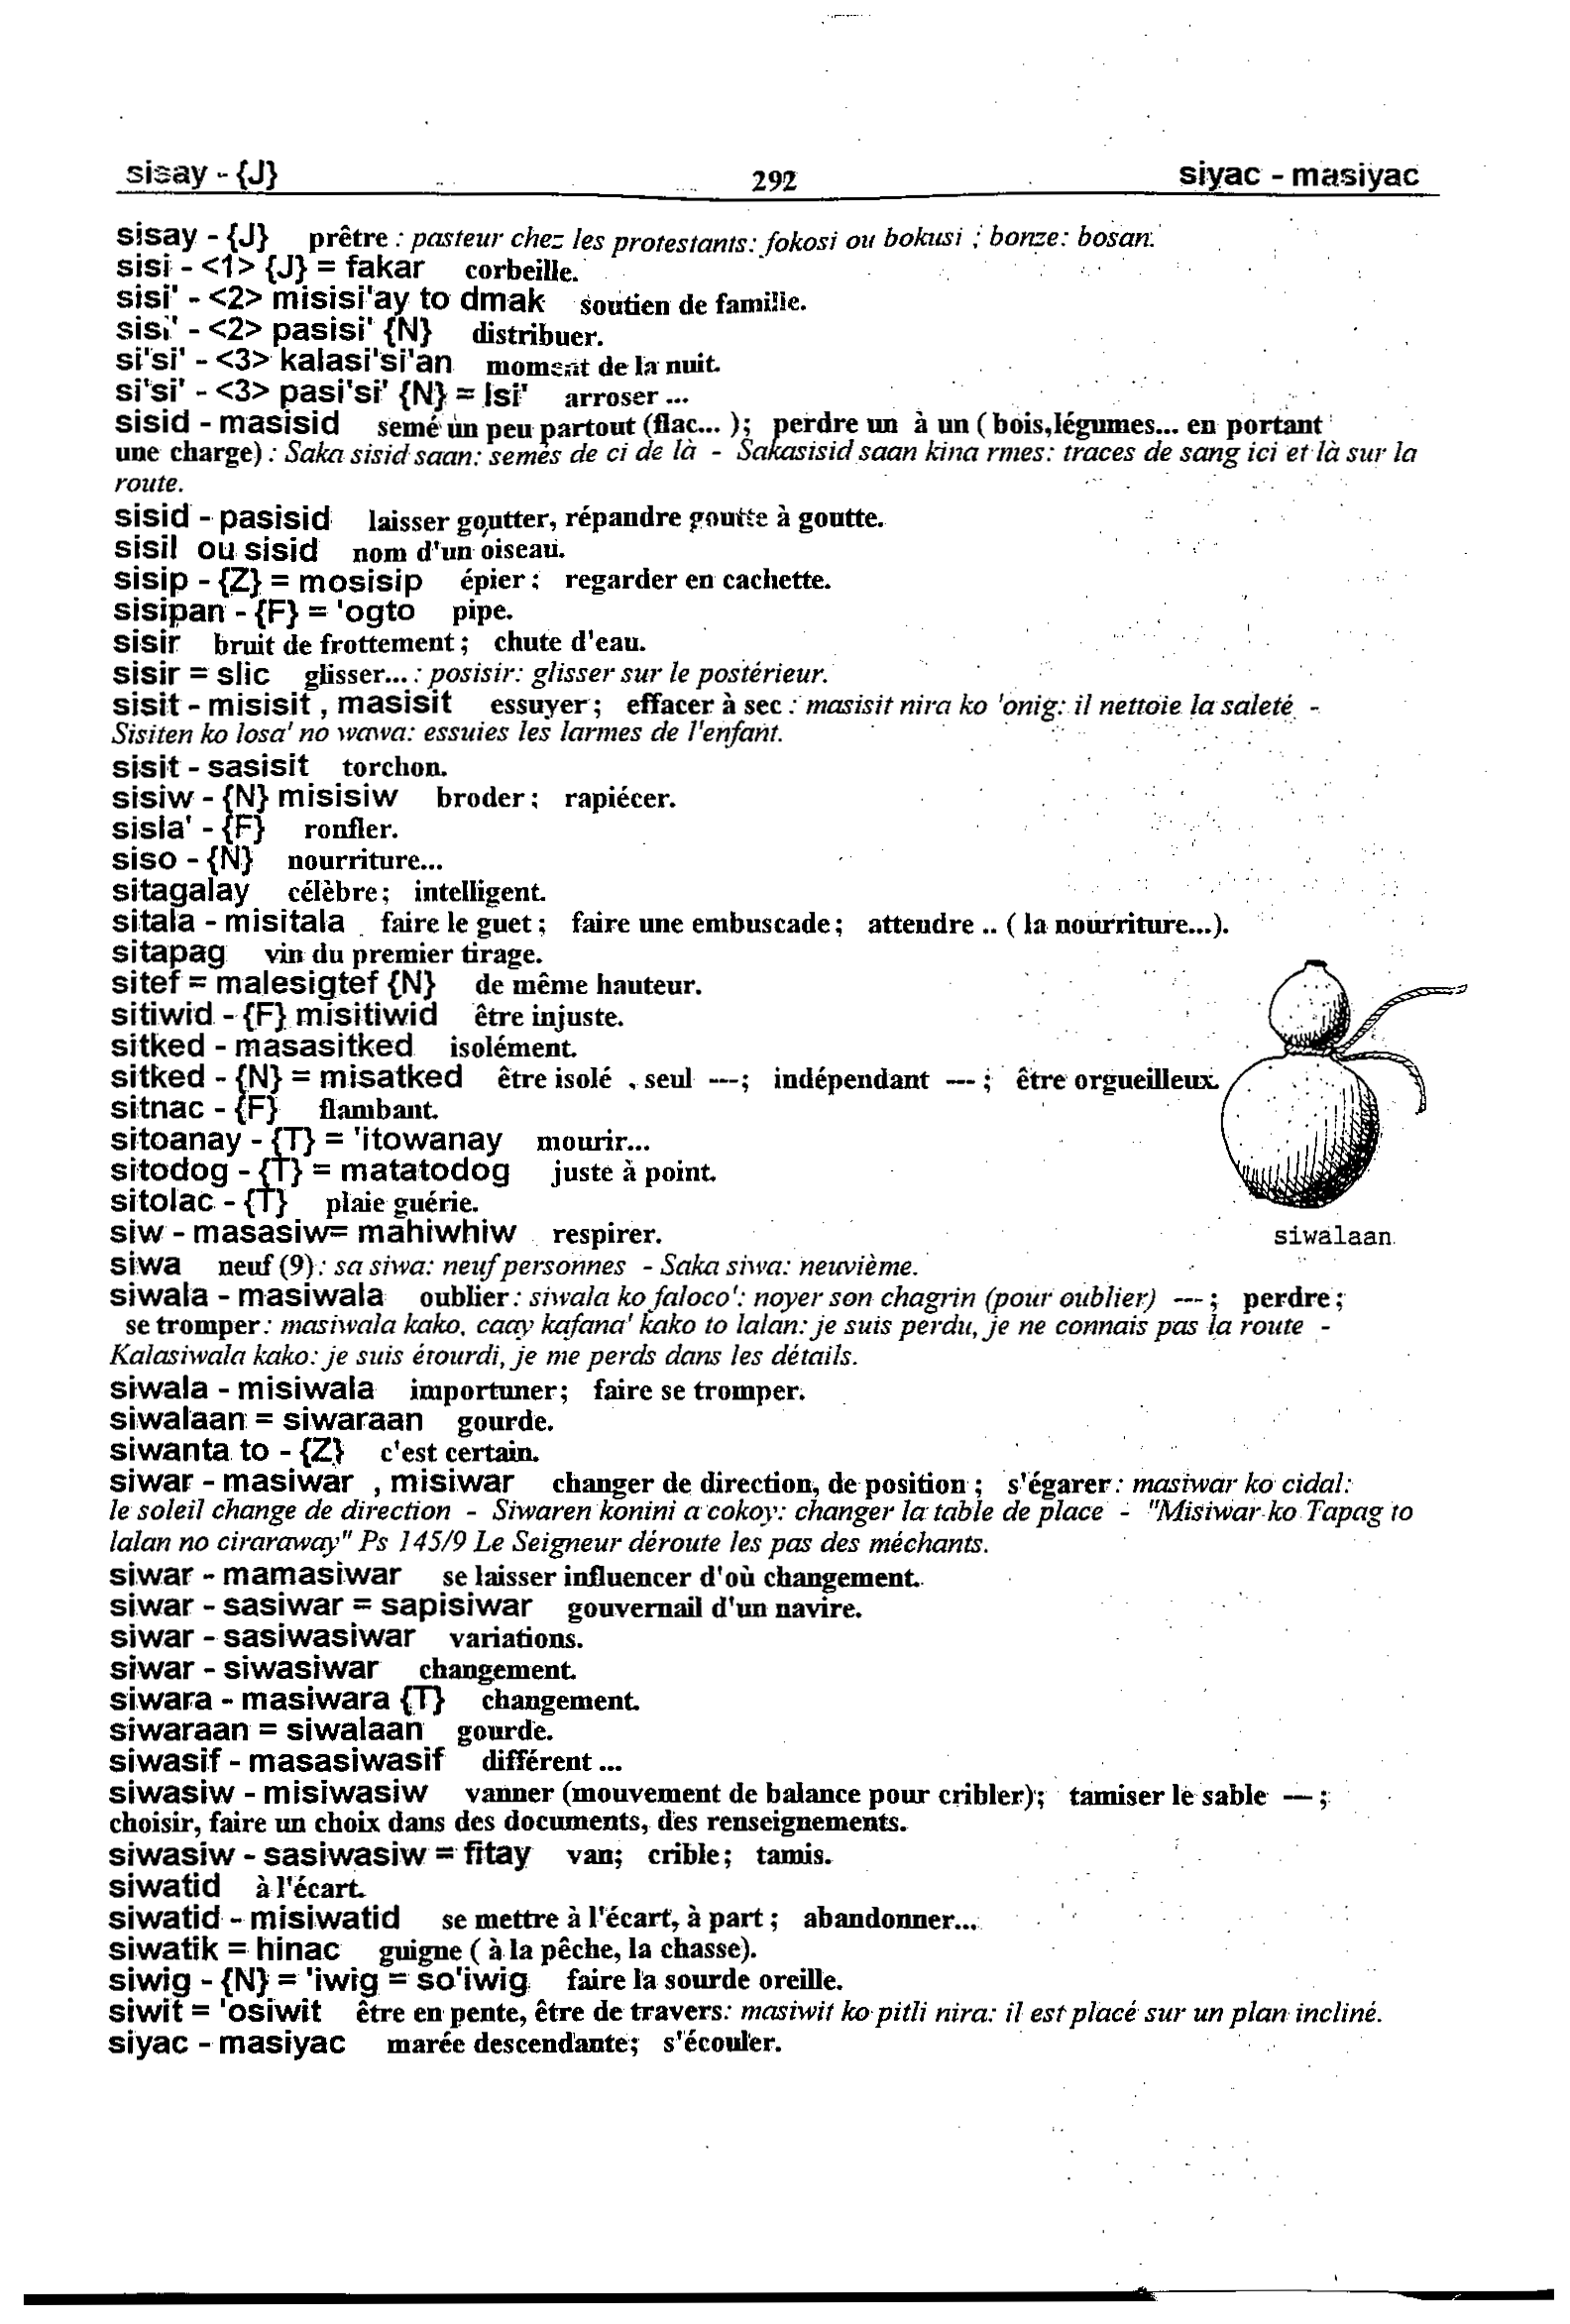 sisay - {J} 292 siyac - masiyac
sisay - {J} prêtre : pasteur chez les protestants: fokosi ou bokusi ; bonze: bosan.
sisi - <1> {J} = fakar corbeille.
sisi' - <2> misisi'ay to dmak soutien de famille.
sisi' - <2> pasisi' {N} distribuer.
si'si' - <3> kalasi'si'an moment de la nuit.
si'si' - <3> pasi'si' {N} = Isi' arroser ...
sisid - masisid semé un peu partout (flac... ); perdre un à un ( bois,légumes... en portant
une charge) : Saka sisid saan: semés de ci de là - Sakasisid saan kina rmes: traces de sang ici et là sur la
route.
sisid - pasisid laisser goutter, répandre goutte à goutte.
sisil ou sisid nom d'un oiseau.
sisip - {Z} = mosisip épier ; regarder en cachette.
sisipan - {F} = 'ogto pipe.
sisir bruit de frottement ; chute d'eau.
sisir = slic glisser... : posisir: glisser sur le postérieur.
sisit - misisit , masisit essuyer ; effacer à sec : masisit nira ko 'onig: il nettoie la saleté -
Sisiten ko losa' no wawa: essuies les larmes de l'enfant.
sisit - sasisit torchon.
sisiw - {N} misisiw broder ; rapiécer.
sisla' - {F} ronfler.
siso - {N} nourriture...
sitagalay célèbre ; intelligent.
sitala - misitala faire le guet ; faire une embuscade ; attendre .. ( la nourriture...).
sitapag vin du premier tirage.
sitef = malesigtef {N} de même hauteur.
sitiwid - {F} misitiwid être injuste.
sitked - masasitked isolément.
sitked - {N} = misatked être isolé , seul ---; indépendant --- ; être orgueilleux.
sitnac - {F} flambant.
sitoanay - {T} = 'itowanay mourir...
sitodog - {T} = matatodog juste à point.
sitolac - {T} plaie guérie.
siw - masasiw= mahiwhiw respirer.
siwalaan
siwa neuf (9) : sa siwa: neuf personnes - Saka siwa: neuvième.
siwala - masiwala oublier : siwala ko faloco': noyer son chagrin (pour oublier) --- ; perdre ;
se tromper : masiwala kako, caay kafana' kako to lalan: je suis perdu, je ne connais pas la route -
Kalasiwala kako: je suis étourdi, je me perds dans les détails.
siwala - misiwala importuner ; faire se tromper.
siwalaan = siwaraan gourde.
siwanta to - {Z} c'est certain.
siwar - masiwar , misiwar changer de direction, de position ; s'égarer : masiwar ko cidal:
le soleil change de direction - Siwaren konini a cokoy: changer la table de place - "Misiwar ko Tapag to
lalan no ciraraway" Ps 145/9 Le Seigneur déroute les pas des méchants.
siwar - mamasiwar se laisser influencer d'où changement.
siwar - sasiwar = sapisiwar gouvernail d'un navire.
siwar - sasiwasiwar variations.
siwar - siwasiwar changement.
siwara - masiwara {T} changement.
siwaraan = siwalaan gourde.
siwasif - masasiwasif différent ...
siwasiw - misiwasiw vanner (mouvement de balance pour cribler); tamiser le sable --- ;
choisir, faire un choix dans des documents, des renseignements.
siwasiw - sasiwasiw = fitay van; crible ; tamis.
siwatid à l'écart.
siwatid - misiwatid se mettre à l'écart, à part ; abandonner...
siwatik = hinac guigne ( à la pêche, la chasse).
siwig - {N} = 'iwig = so'iwig faire la sourde oreille.
siwit = 'osiwit être en pente, être de travers: masiwit ko pitli nira: il est placé sur un plan incliné.
siyac - masiyac marée descendante; s'écouler.